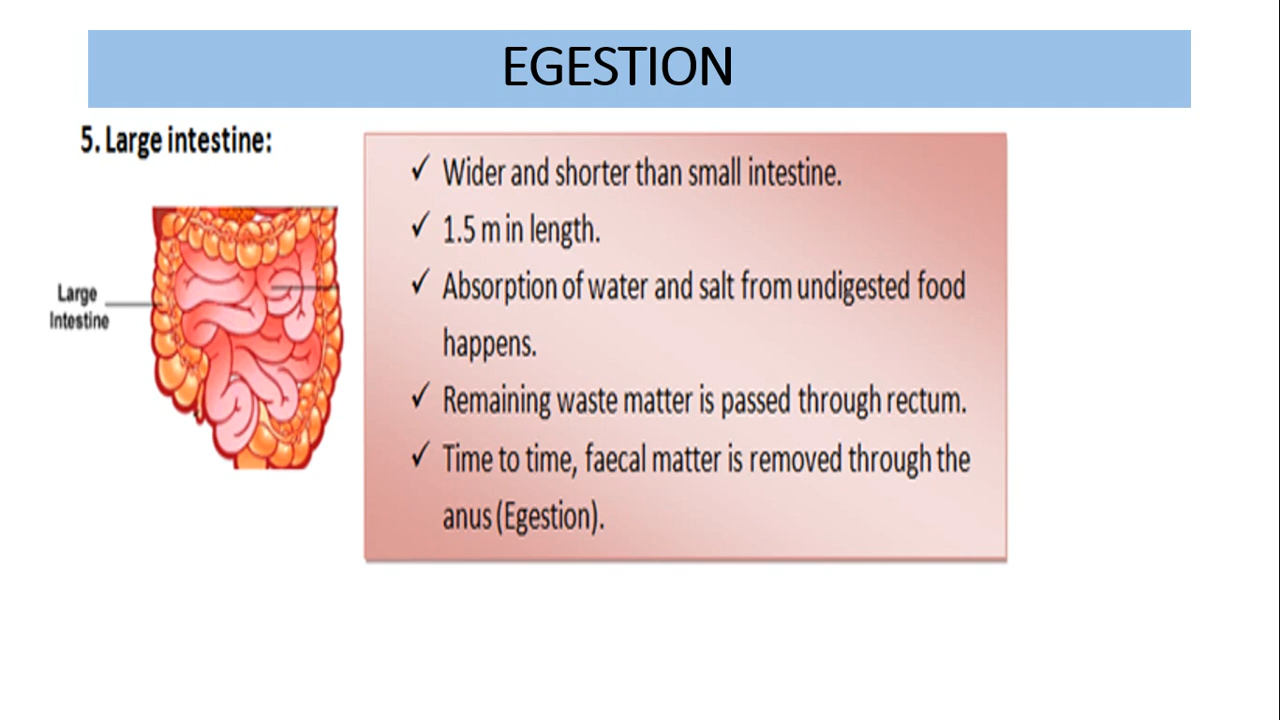 EGESTION
5. Large intestine:
✓ Wider and shorter than small intestine.
✓ 1.5 m in length.
✓ Absorption of water and salt from undigested food
happens.
✓ Remaining waste matter is passed through rectum.
✓ Time to time, faecal matter is removed through the
anus (Egestion).
Large
Intestine